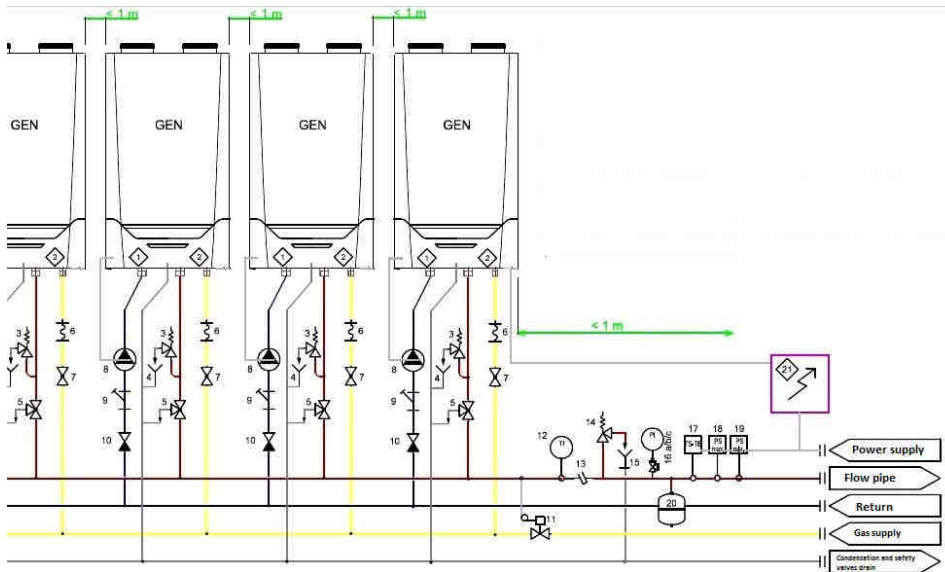 < 1 m
< 1 m
< 1 m
GEN
GEN
GEN
GEN
2
1
2
1
2
1
2
< 1 m
3
6
3
6
3
6
3
6
8
8
8
4
7
4
7
4
7
7
9
9
9
5
5
5
5
21
10
10
10
12
TI
13
14
15
PI
16 a/b/c
17
18
19
TS-TB
PS
max
PS
min
Power supply
Flow pipe
20
Return
11
Gas supply
Condensation and safety
valves drain